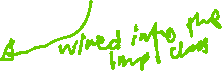 wired into the
impl class